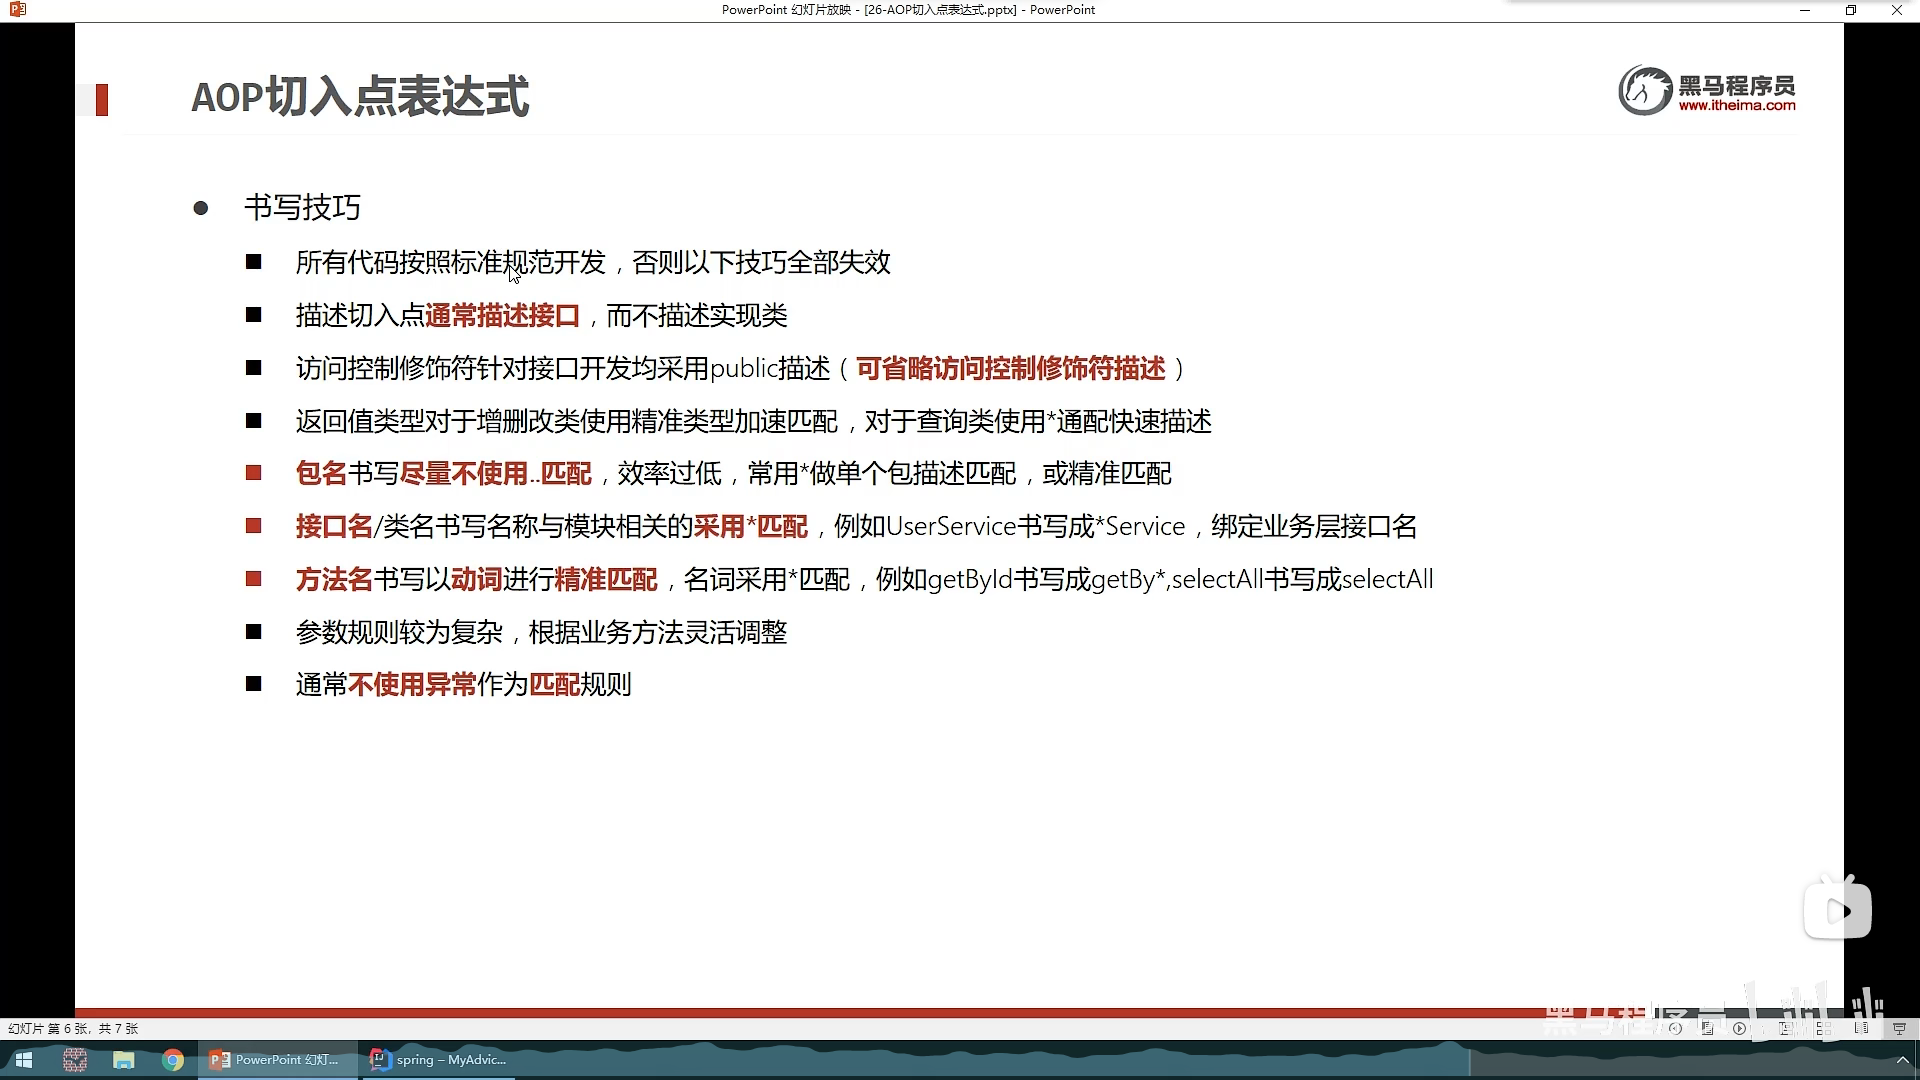 PowerPoint 幻灯片放映 - [26-AOP切入点表达式.pptx] - PowerPoint
AOP切入点表达式
黑马程序员
www.itheima.com
书写技巧
所有代码按照标准规范开发，否则以下技巧全部失效
描述切入点通常描述接口，而不描述实现类
访问控制修饰符针对接口开发均采用public描述（可省略访问控制修饰符描述）
返回值类型对于增删改类使用精准类型加速匹配，对于查询类使用*通配快速描述
包名书写尽量不使用..匹配，效率过低，常用*做单个包描述匹配，或精准匹配
接口名/类名书写名称与模块相关的采用*匹配，例如UserService书写成*Service，绑定业务层接口名
方法名书写以动词进行精准匹配，名词采用*匹配，例如getById书写成getBy*,selectAll书写成selectAll
参数规则较为复杂，根据业务方法灵活调整
通常不使用异常作为匹配规则
黑马程序员
幻灯片 第 6 张，共 7 张
PowerPoint 幻灯...
spring – MyAdvic...